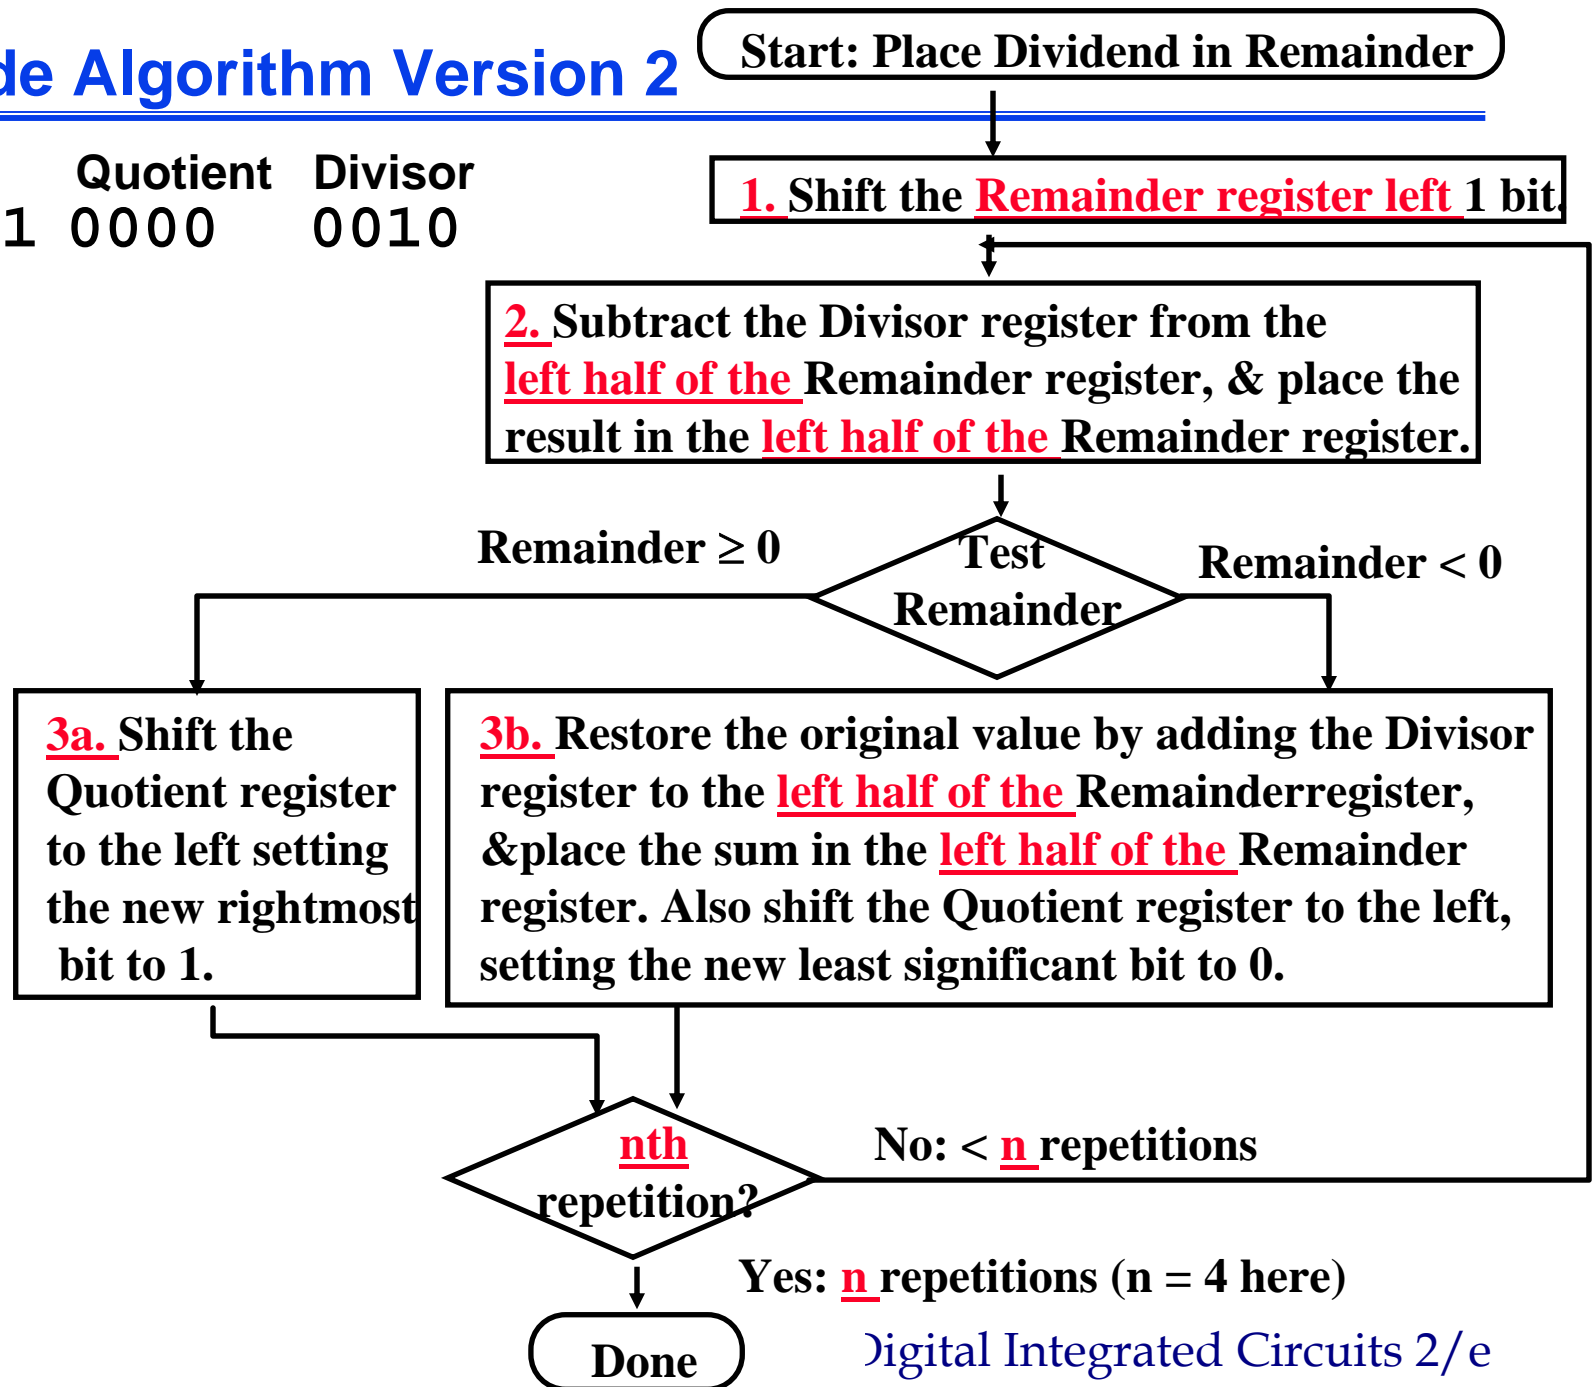 de Algorithm Version 2
Start: Place Dividend in Remainder
Quotient Divisor
1 0000 0010
1. Shift the Remainder register left 1 bit.
2. Subtract the Divisor register from the
left half of the Remainder register, & place the
result in the left half of the Remainder register.
Remainder ≥ 0
Test
Remainder
Remainder < 0
3a. Shift the
Quotient register
to the left setting
the new rightmost
bit to 1.
3b. Restore the original value by adding the Divisor
register to the left half of the Remainderregister,
&place the sum in the left half of the Remainder
register. Also shift the Quotient register to the left,
setting the new least significant bit to 0.
nth
repetition?
No: < n repetitions
Yes: n repetitions (n = 4 here)
Done
Digital Integrated Circuits 2/e